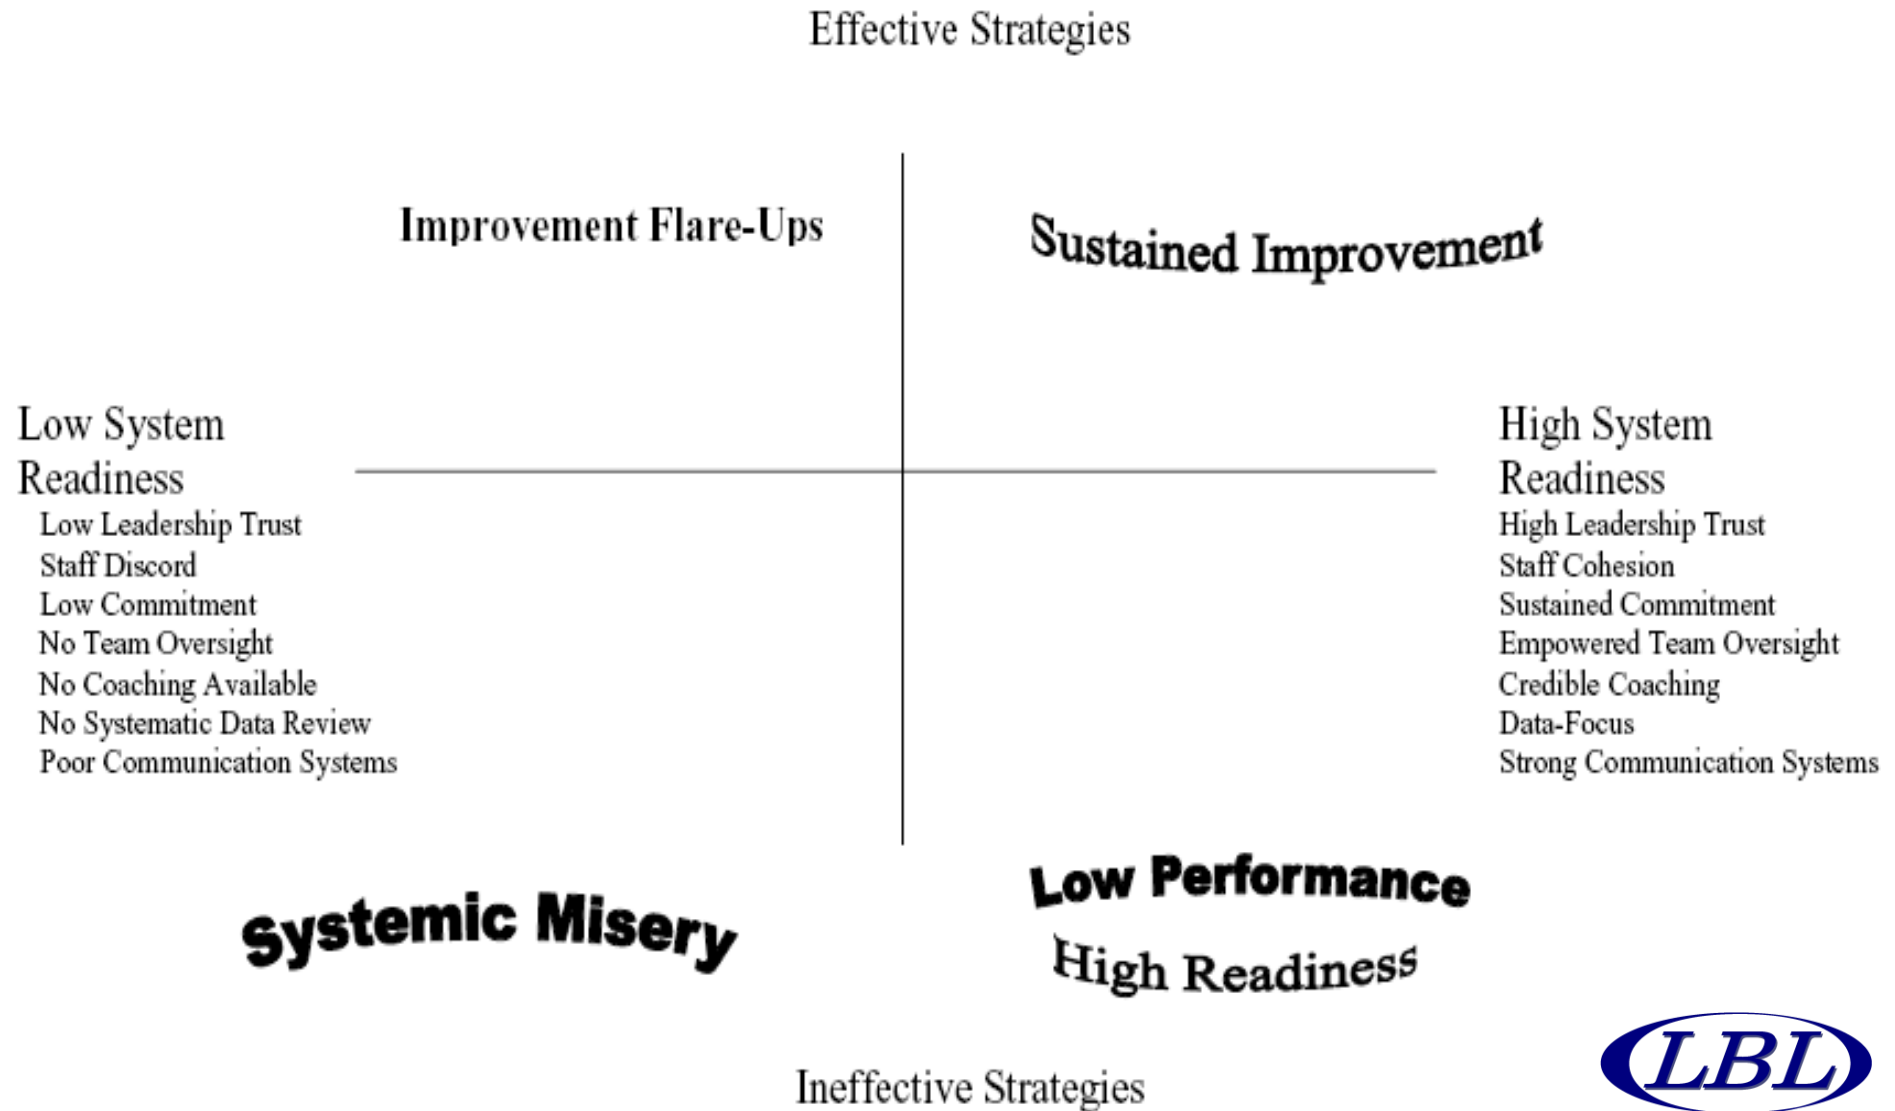 Effective Strategies
Improvement Flare-Ups
Sustained Improvement
Low System
Readiness
Low Leadership Trust
Staff Discord
Low Commitment
No Team Oversight
No Coaching Available
No Systematic Data Review
Poor Communication Systems
High System
Readiness
High Leadership Trust
Staff Cohesion
Sustained Commitment
Empowered Team Oversight
Credible Coaching
Data-Focus
Strong Communication Systems
Systemic Misery
Low Performance
High Readiness
Ineffective Strategies
LBL